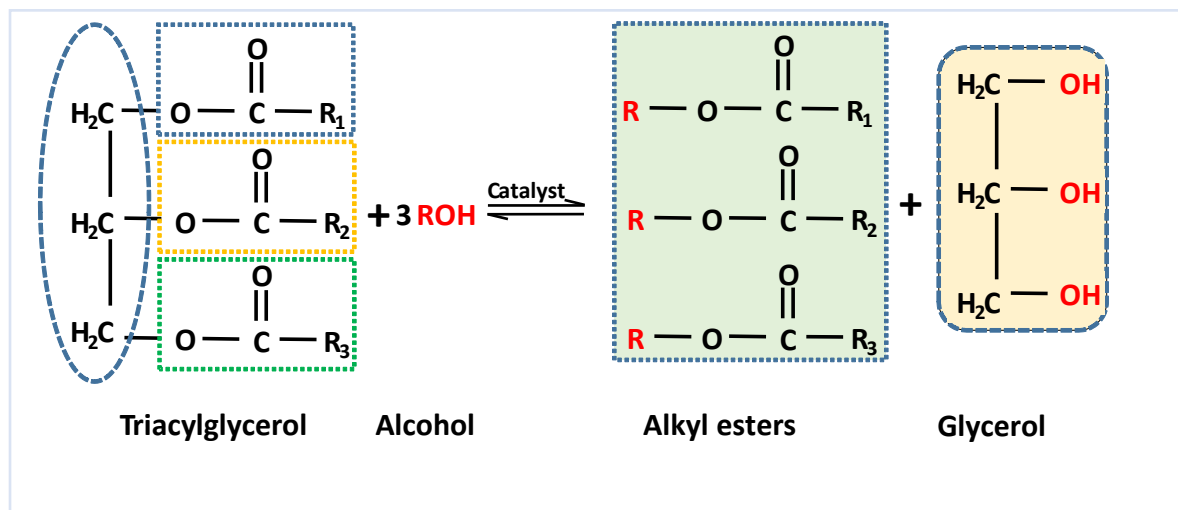 O O
H₂C O C R₁ R O C R₁ H₂C OH
O O
H₂C O C R₂ + 3 ROH Catalyst R O C R₂ + H₂C OH
O O
H₂C O C R₃ R O C R₃ H₂C OH
Triacylglycerol Alcohol Alkyl esters Glycerol